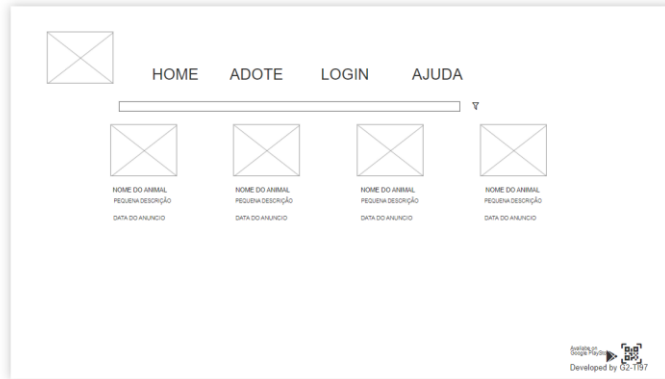 HOME ADOTE LOGIN AJUDA
NOME DO ANIMAL NOME DO ANIMAL NOME DO ANIMAL NOME DO ANIMAL
PEQUENA DESCRIÇÃO PEQUENA DESCRIÇÃO PEQUENA DESCRIÇÃO PEQUENA DESCRIÇÃO
DATA DO ANUNCIO DATA DO ANUNCIO DATA DO ANUNCIO DATA DO ANUNCIO
Available on
Google PlayStore
Developed by G2-TI97